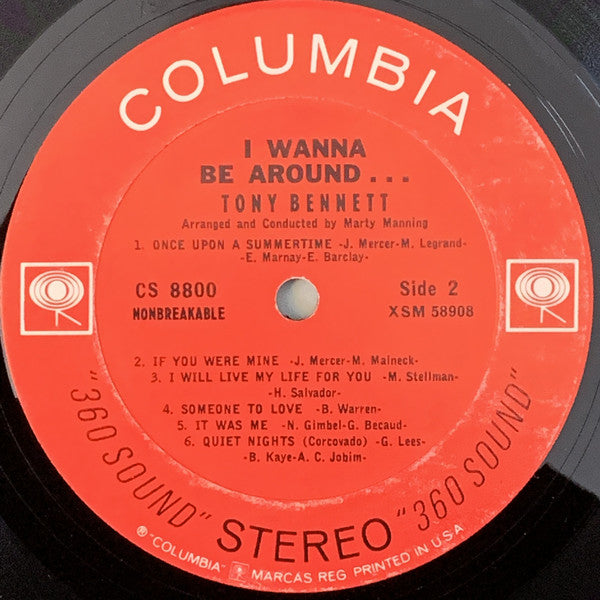 COLUMBIA
I WANNA
BE AROUND...
TONY BENNETT
Arranged and Conducted by Marty Manning
1. ONCE UPON A SUMMERTIME -J. Mercer-M. Legrand-
-E. Marnay-E. Barclay-
CS 8800
NONBREAKABLE
Side 2
XSM 58908
2. IF YOU WERE MINE -J. Mercer-M. Malneck-
3. I WILL LIVE MY LIFE FOR YOU -M. Stellman-
-H. Salvador-
4. SOMEONE TO LOVE -B. Warren-
5. IT WAS ME -N. Gimbel-G. Becaud-
6. QUIET NIGHTS (Corcovado) -G. Lees-
-B. Kaye-A. C. Jobim-
"360 SOUND" STEREO "360 SOUND"
® "COLUMBIA" MARCAS REG. PRINTED IN U.S.A.